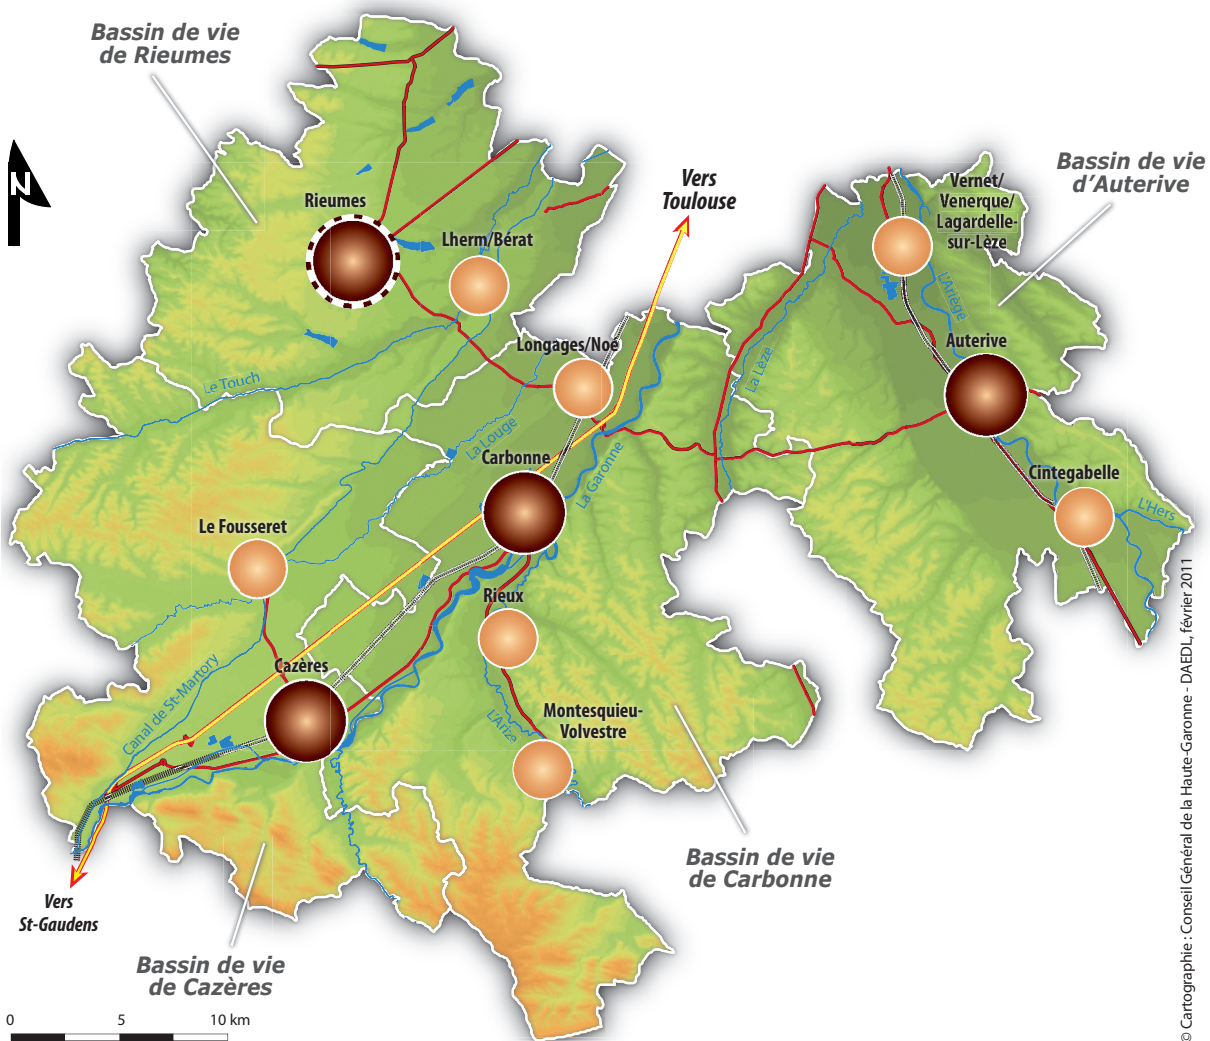 Bassin de vie
de Rieumes
N
Vers
Toulouse
Bassin de vie
d'Auterive
Vernet/
Venerque/
Lagardelle-
sur-Lèze
Rieumes
Lherm/Bérat
L'Ariège
Longages/Noé
Auterive
Le Touch
La Lèze
La Louge
Carbonne
La Garonne
Cintegabelle
L'Hers
Le Fousseret
Rieux
Cazères
Canal de St-Martory
L'Arize
Montesquieu-
Volvestre
Bassin de vie
de Carbonne
Vers
St-Gaudens
Bassin de vie
de Cazères
0 5 10 km
© Cartographie : Conseil Général de la Haute-Garonne - DAEDL, février 2011